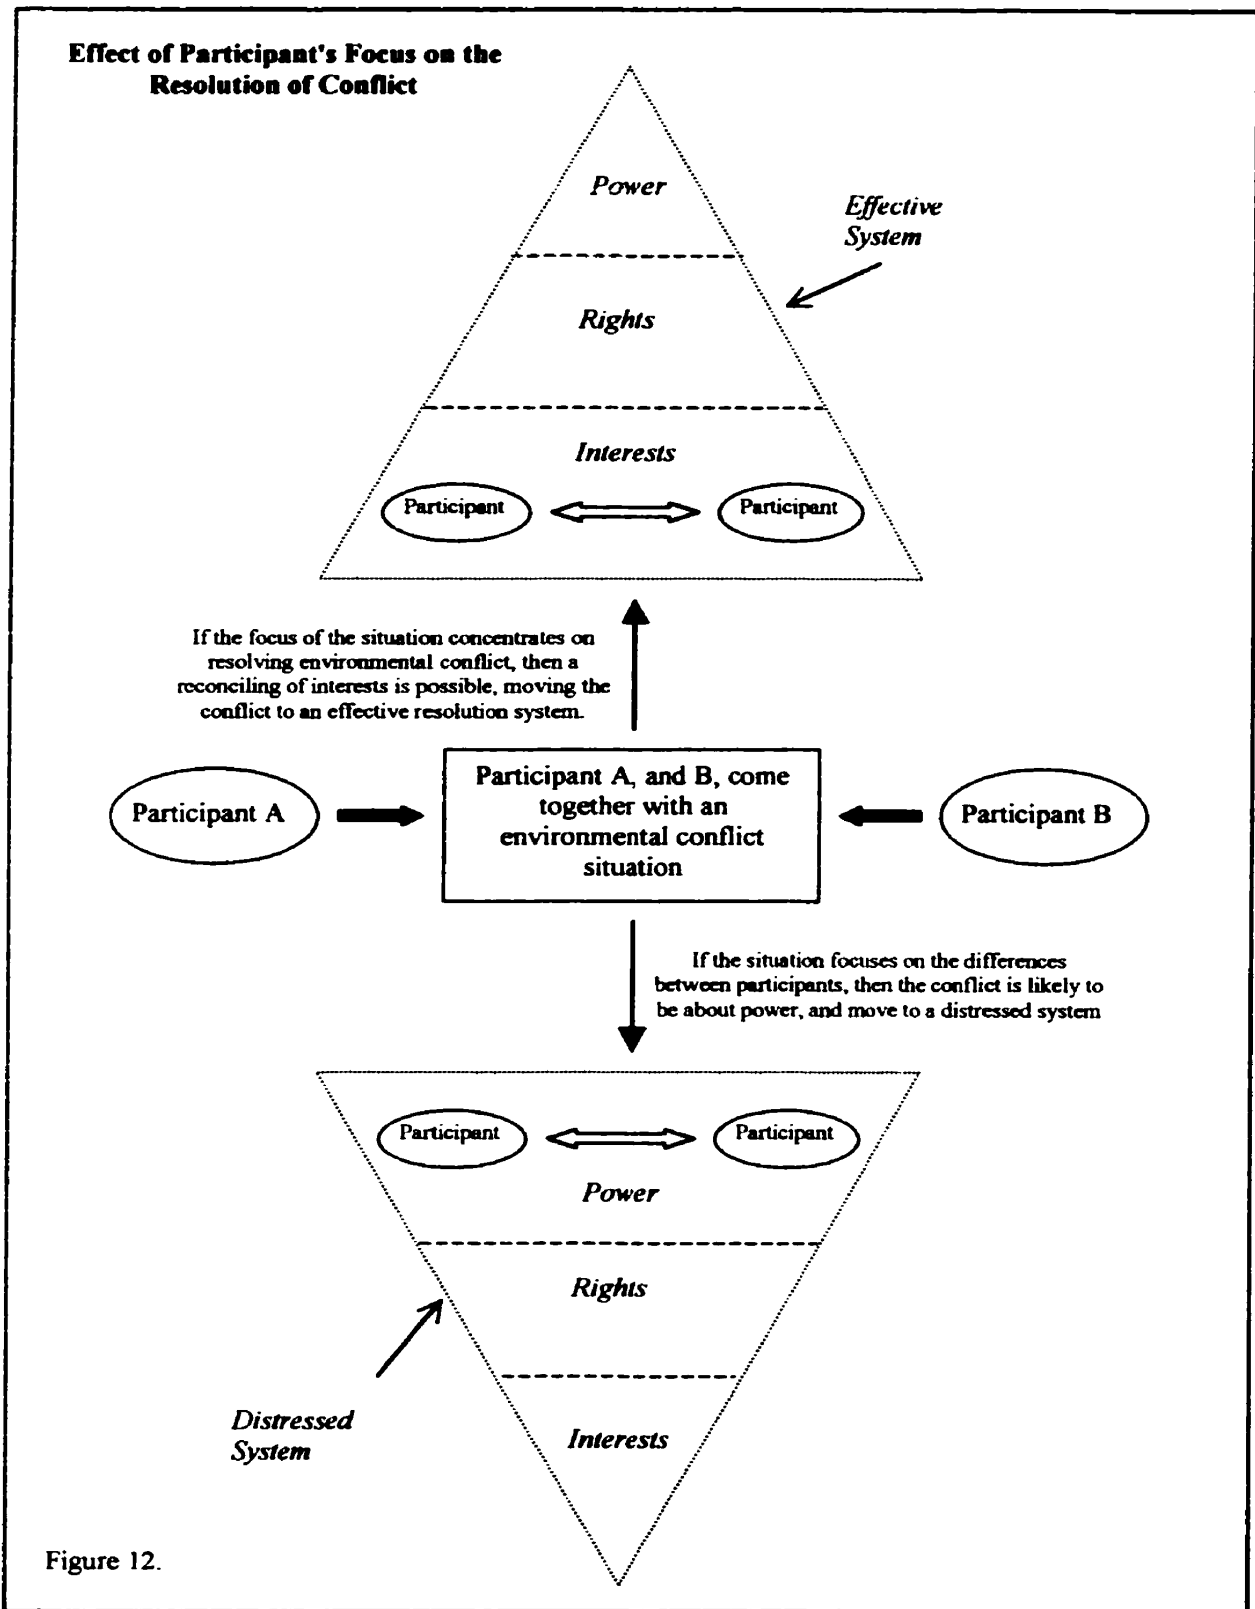 Effect of Participant's Focus on the
Resolution of Conflict
Power
Effective
System
Rights
Interests
Participant
Participant
If the focus of the situation concentrates on
resolving environmental conflict, then a
reconciling of interests is possible, moving the
conflict to an effective resolution system.
Participant A
Participant A, and B, come
together with an
environmental conflict
situation
Participant B
If the situation focuses on the differences
between participants, then the conflict is likely to
be about power, and move to a distressed system
Participant
Participant
Power
Rights
Distressed
System
Interests
Figure 12.